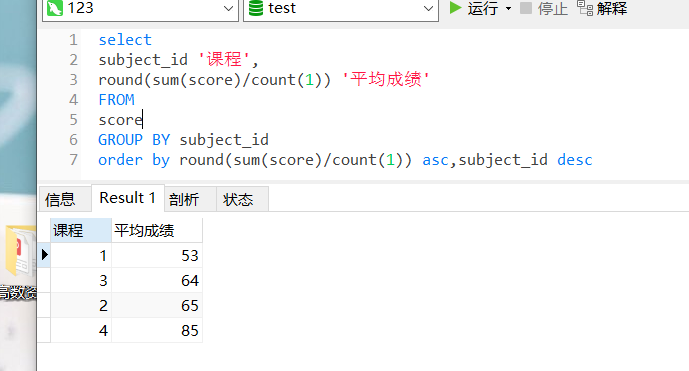 123 test 运行 停止 解释
1 select
2 subject_id '课程',
3 round(sum(score)/count(1)) '平均成绩'
4 FROM
5 score
6 GROUP BY subject_id
7 order by round(sum(score)/count(1)) asc,subject_id desc
信息 Result 1 剖析 状态
课程 平均成绩
1 53
3 64
2 65
4 85
高数资